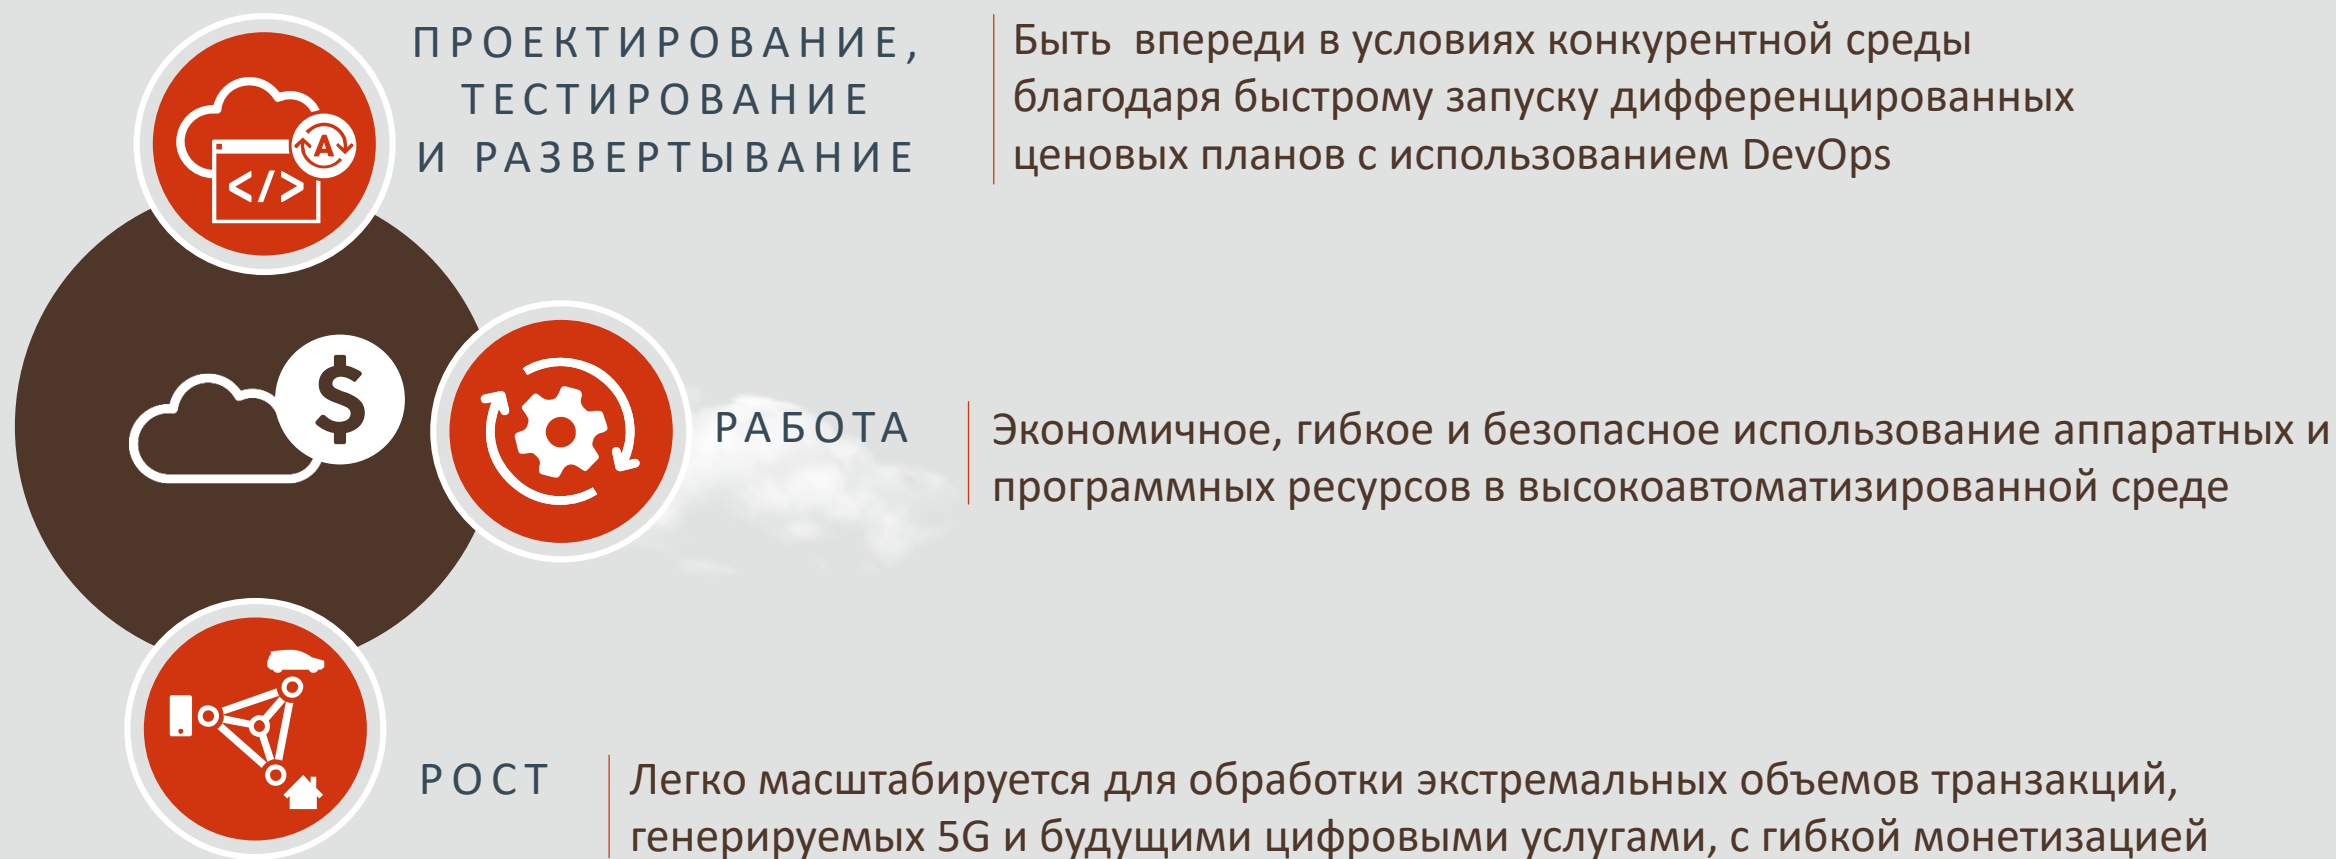 ПРОЕКТИРОВАНИЕ,
ТЕСТИРОВАНИЕ
И РАЗВЕРТЫВАНИЕ
Быть впереди в условиях конкурентной среды
благодаря быстрому запуску дифференцированных
ценовых планов с использованием DevOps
A
</>
$
РАБОТА
Экономичное, гибкое и безопасное использование аппаратных и
программных ресурсов в высокоавтоматизированной среде
РОСТ
Легко масштабируется для обработки экстремальных объемов транзакций,
генерируемых 5G и будущими цифровыми услугами, с гибкой монетизацией